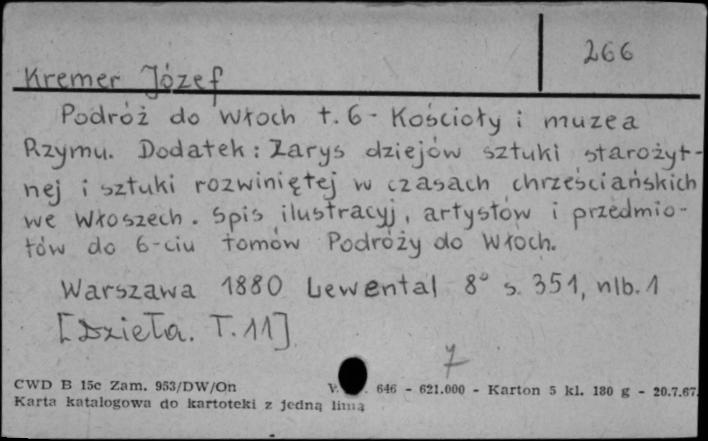 266
Kremer Józef
Podróż do Włoch t. 6 - Kościoły i muzea
Rzymu. Dodatek: Zarys dziejów sztuki starożyt-
nej i sztuki rozwiniętej w czasach chrześciańskich
we Włoszech. Spis ilustracyj, artystów i przedmio-
tów do 6-ciu tomów Podróży do Włoch.
Warszawa 1880 Lewental 8° s. 351, nlb. 1
[Dzieła. T. 11]
7
CWD B 15c Zam. 953/DW/On 646 - 621.000 - Karton 5 kl. 180 g - 20.7.67.
Karta katalogowa do kartoteki z jedną linią